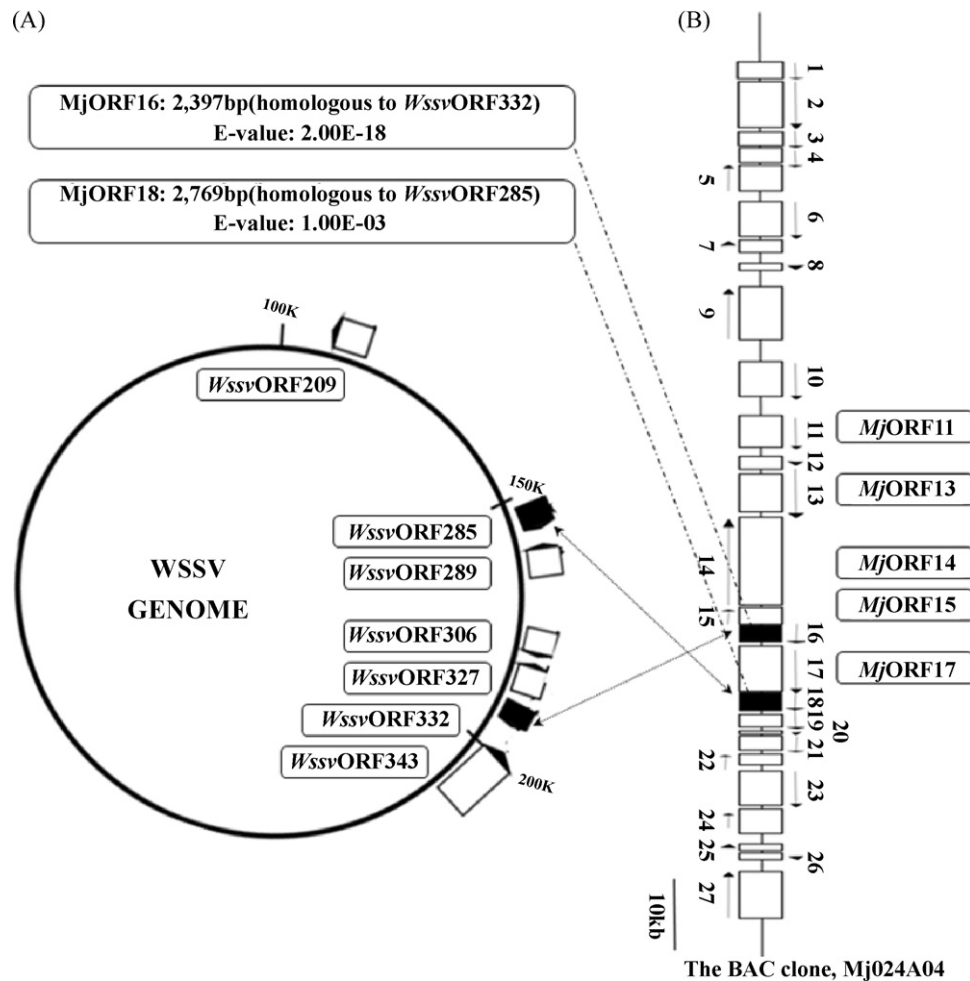 (A)
(B)
MjORF16: 2,397bp(homologous to WssvORF332)
E-value: 2.00E-18
MjORF18: 2,769bp(homologous to WssvORF285)
E-value: 1.00E-03
100K
WssvORF209
150K
WssvORF285
WssvORF289
WSSV
GENOME
WssvORF306
WssvORF327
WssvORF332
WssvORF343
200K
1
2
3
4
5
6
7
8
9
10
11
MjORF11
12
13
MjORF13
14
MjORF14
15
MjORF15
16
17
MjORF17
18
19
20
21
22
23
24
25
26
27
10kb
The BAC clone, Mj024A04